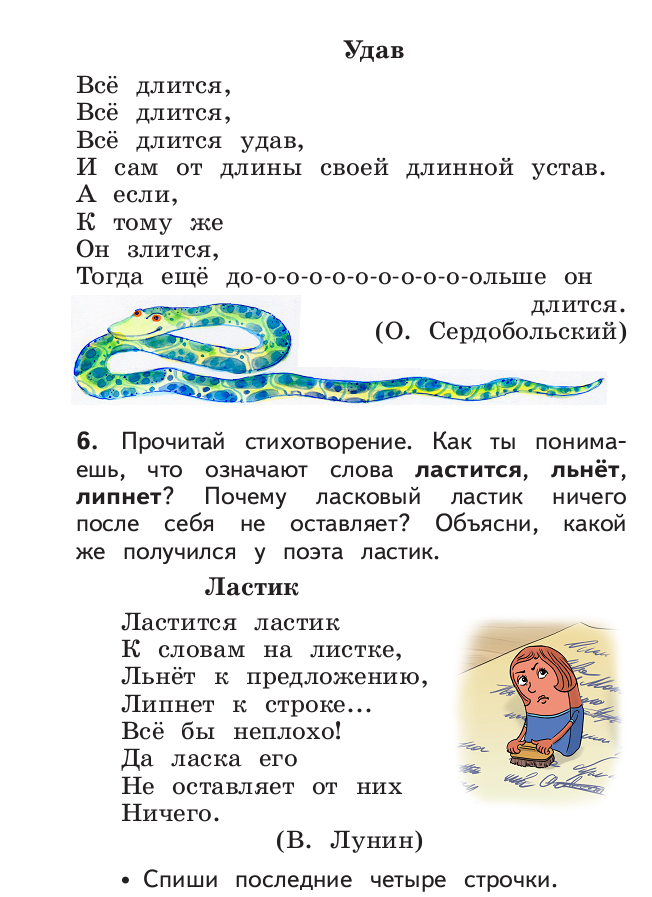 Удав
Всё длится,
Всё длится,
Всё длится удав,
И сам от длины своей длинной устав.
А если,
К тому же
Он злится,
Тогда ещё до-о-о-о-о-о-о-о-о-о-ольше он
длится.
(О. Сердобольский)
6. Прочитай стихотворение. Как ты понима-
ешь, что означают слова ластится, льнёт,
липнет? Почему ласковый ластик ничего
после себя не оставляет? Объясни, какой
же получился у поэта ластик.
Ластик
Ластится ластик
К словам на листке,
Льнёт к предложению,
Липнет к строке...
Всё бы неплохо!
Да ласка его
Не оставляет от них
Ничего.
(В. Лунин)
• Спиши последние четыре строчки.